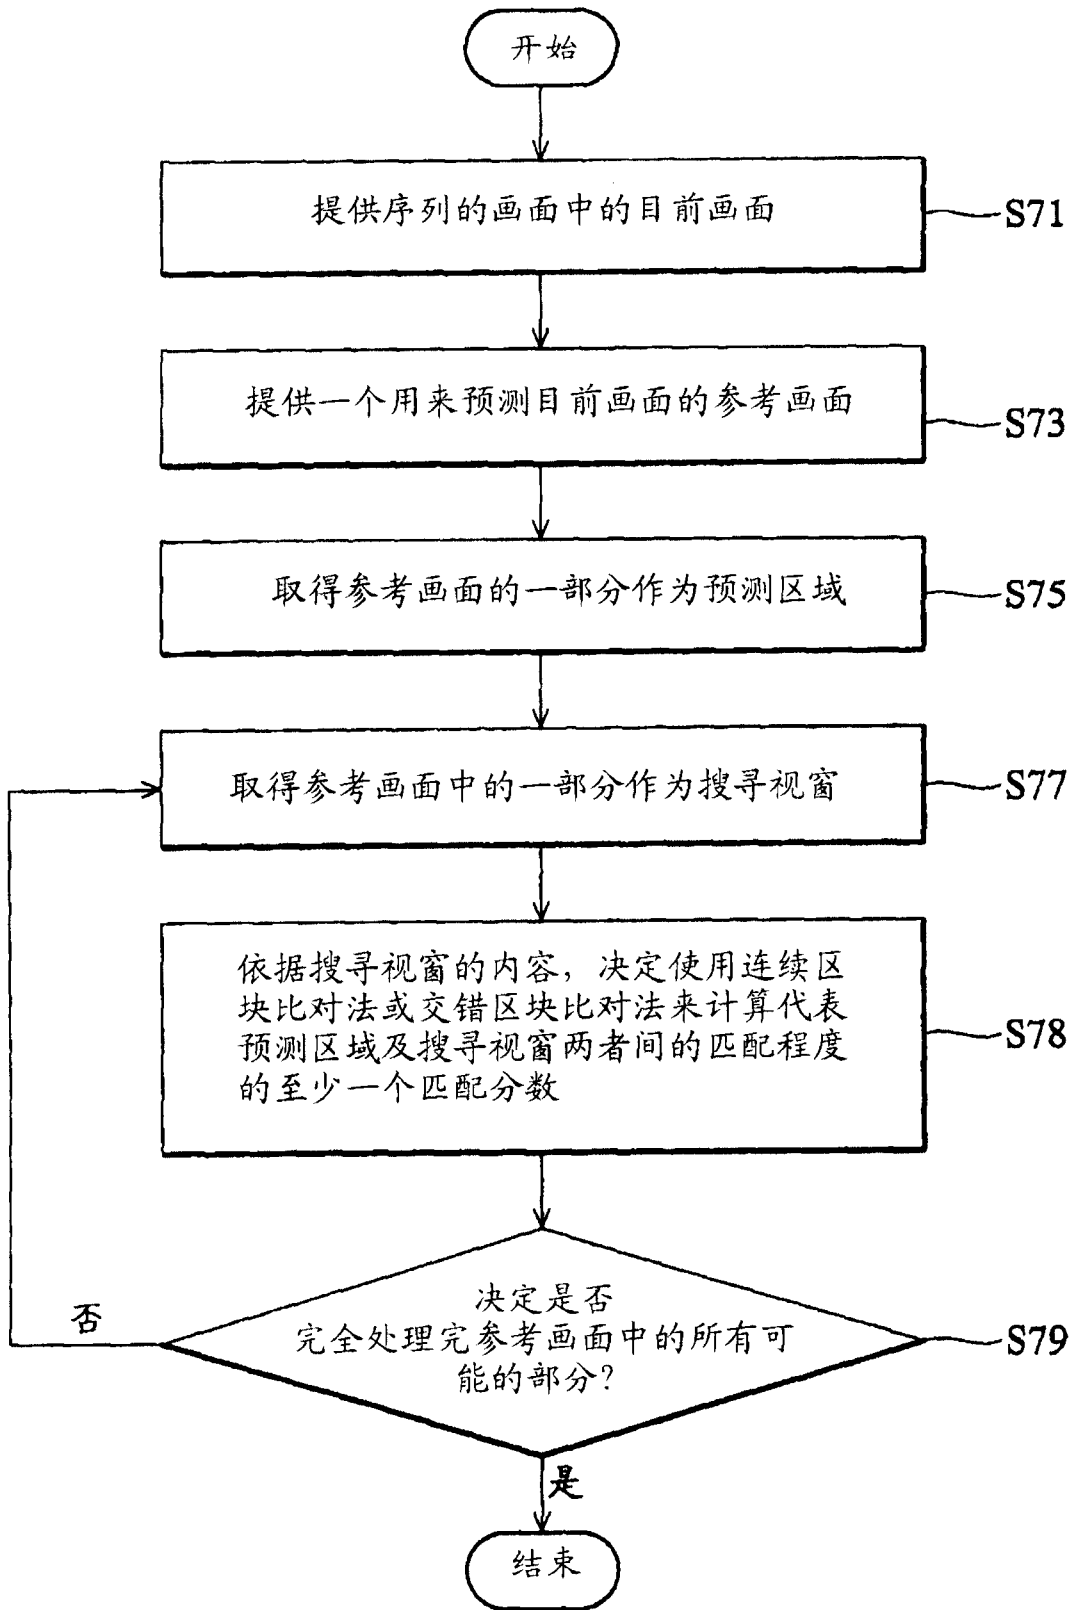 开始
提供序列的画面中的目前画面
S71
提供一个用来预测目前画面的参考画面
S73
取得参考画面的一部分作为预测区域
S75
取得参考画面中的一部分作为搜寻视窗
S77
依据搜寻视窗的内容，决定使用连续区
块比对法或交错区块比对法来计算代表
预测区域及搜寻视窗两者间的匹配程度
的至少一个匹配分数
S78
决定是否
完全处理完参考画面中的所有可
能的部分?
S79
否
是
结束